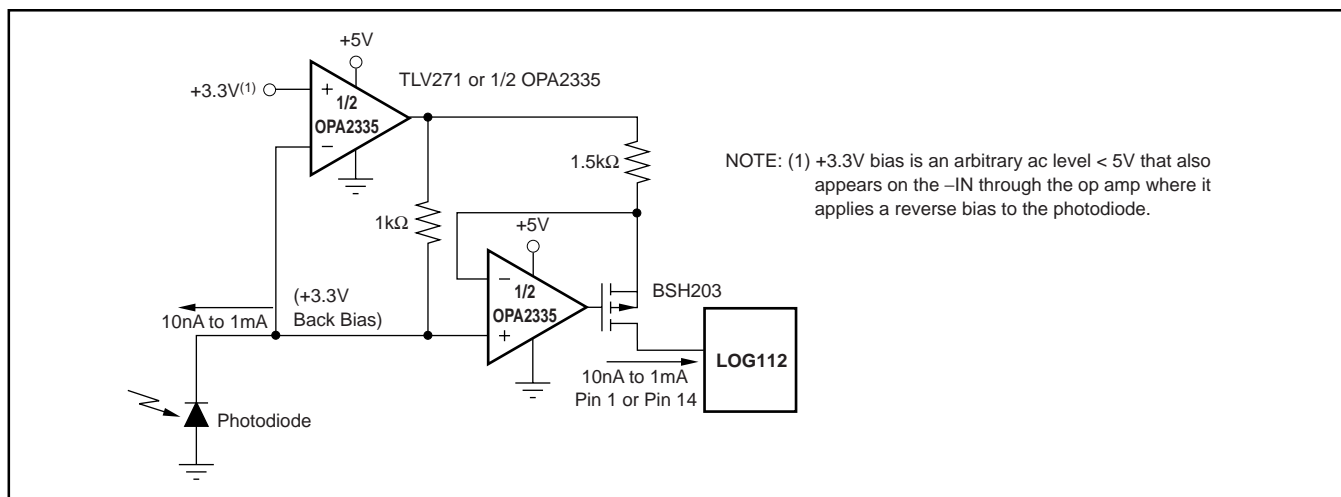 +5V
TLV271 or 1/2 OPA2335
+3.3V(1)
+
1/2
OPA2335
−
1.5kΩ
NOTE: (1) +3.3V bias is an arbitrary ac level < 5V that also
appears on the −IN through the op amp where it
applies a reverse bias to the photodiode.
1kΩ
+5V
−
1/2
OPA2335
+
BSH203
(+3.3V
Back Bias)
10nA to 1mA
LOG112
10nA to 1mA
Pin 1 or Pin 14
Photodiode